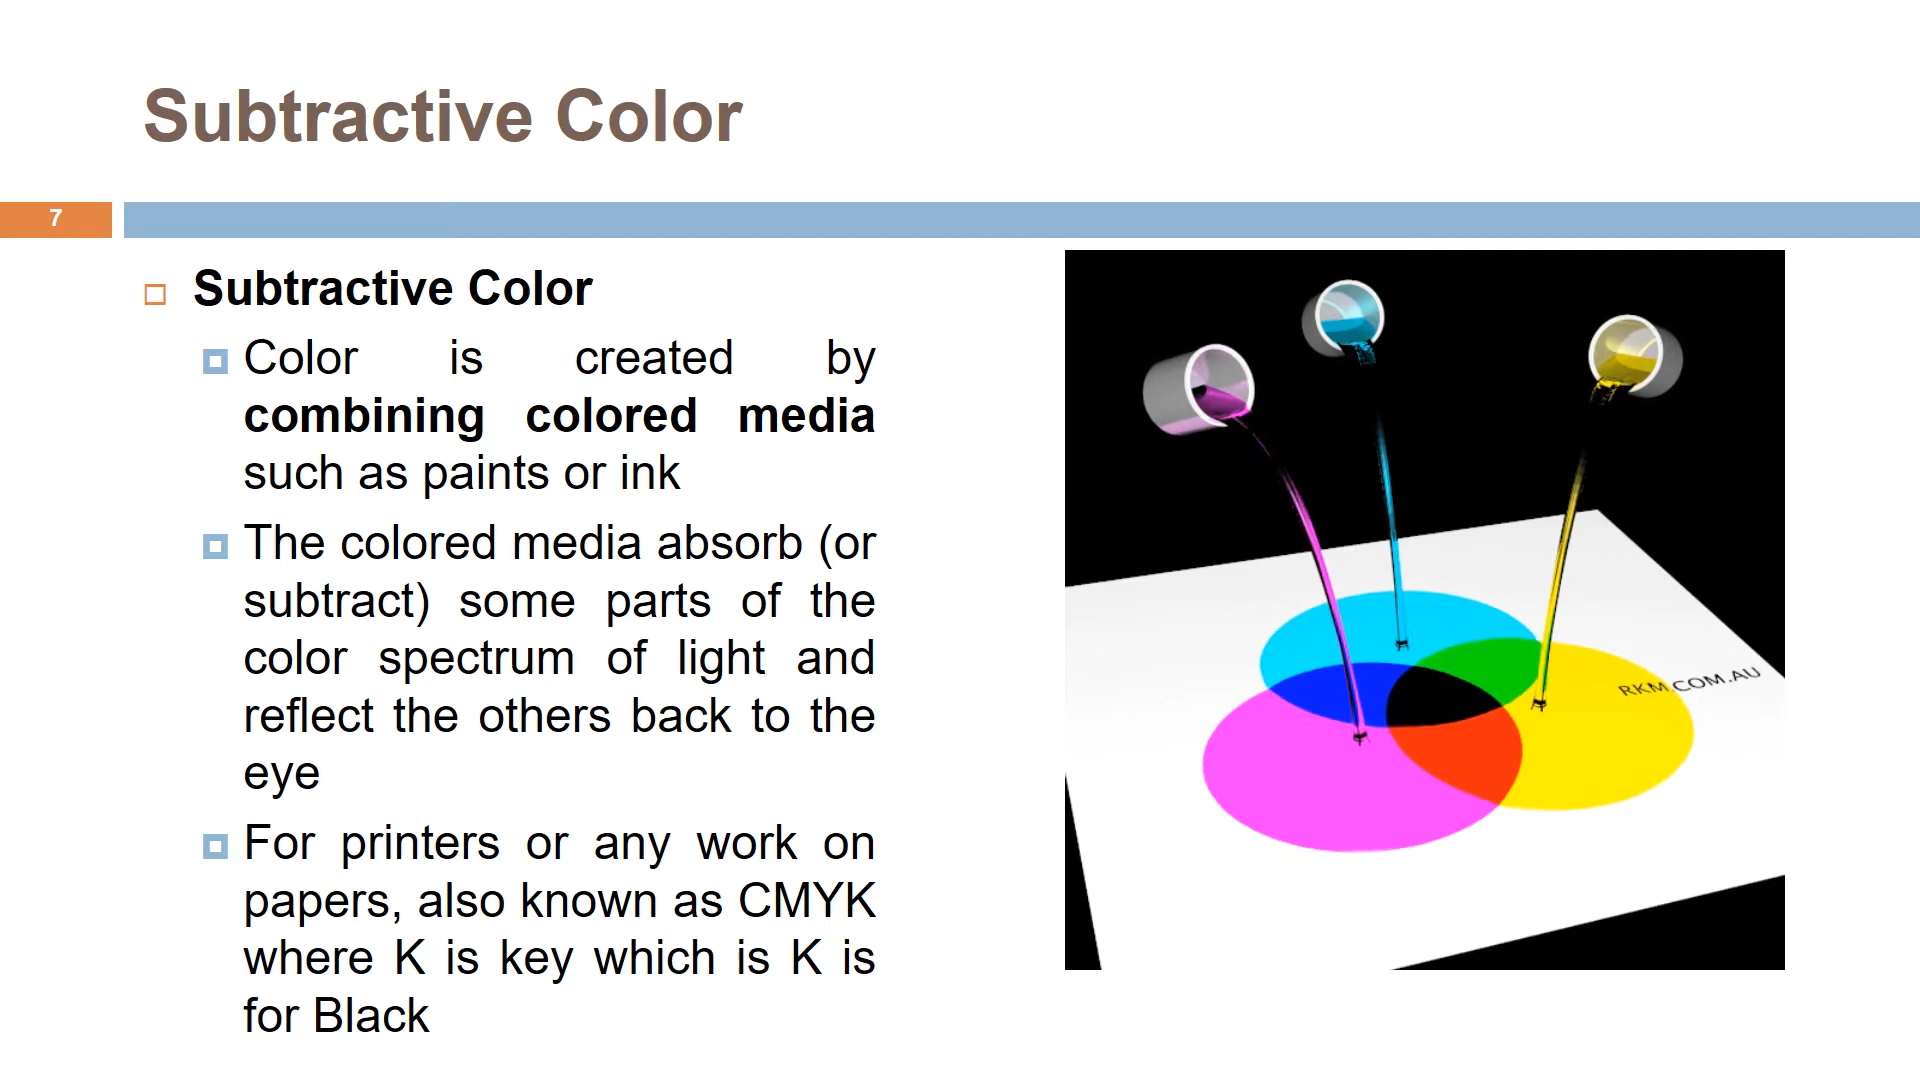 Subtractive Color
7
Subtractive Color
Color is created by
combining colored media
such as paints or ink
The colored media absorb (or
subtract) some parts of the
color spectrum of light and
reflect the others back to the
eye
For printers or any work on
papers, also known as CMYK
where K is key which is K is
for Black
RKM.COM.AU